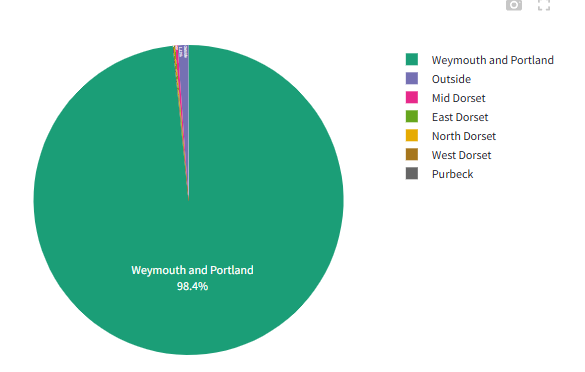 Weymouth and Portland
98.4%
Weymouth and Portland
Outside
Mid Dorset
East Dorset
North Dorset
West Dorset
Purbeck